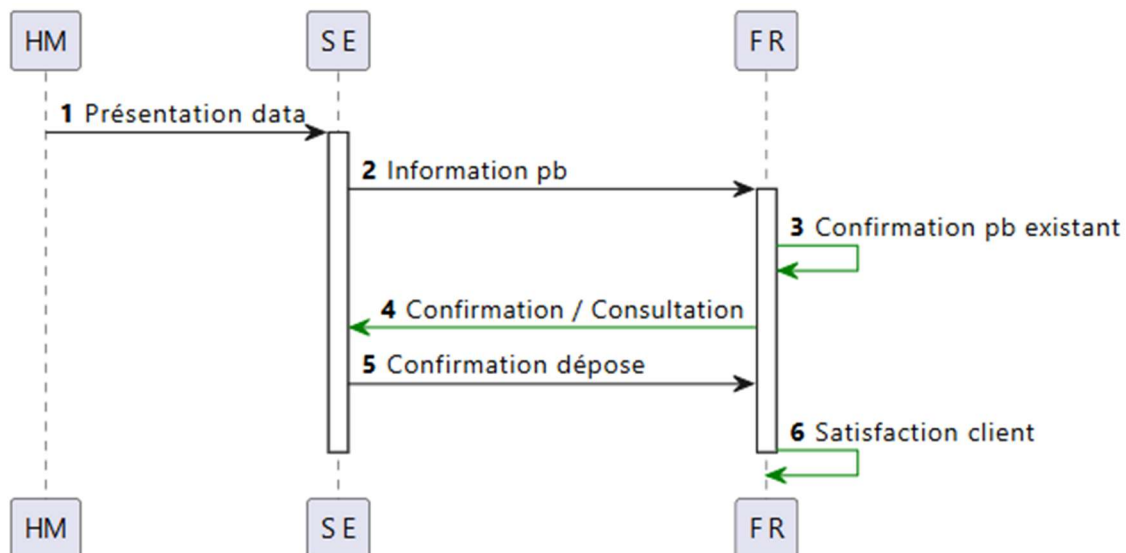 HM
S E
F R
1 Présentation data
2 Information pb
3 Confirmation pb existant
4 Confirmation / Consultation
5 Confirmation dépose
6 Satisfaction client
HM
S E
F R